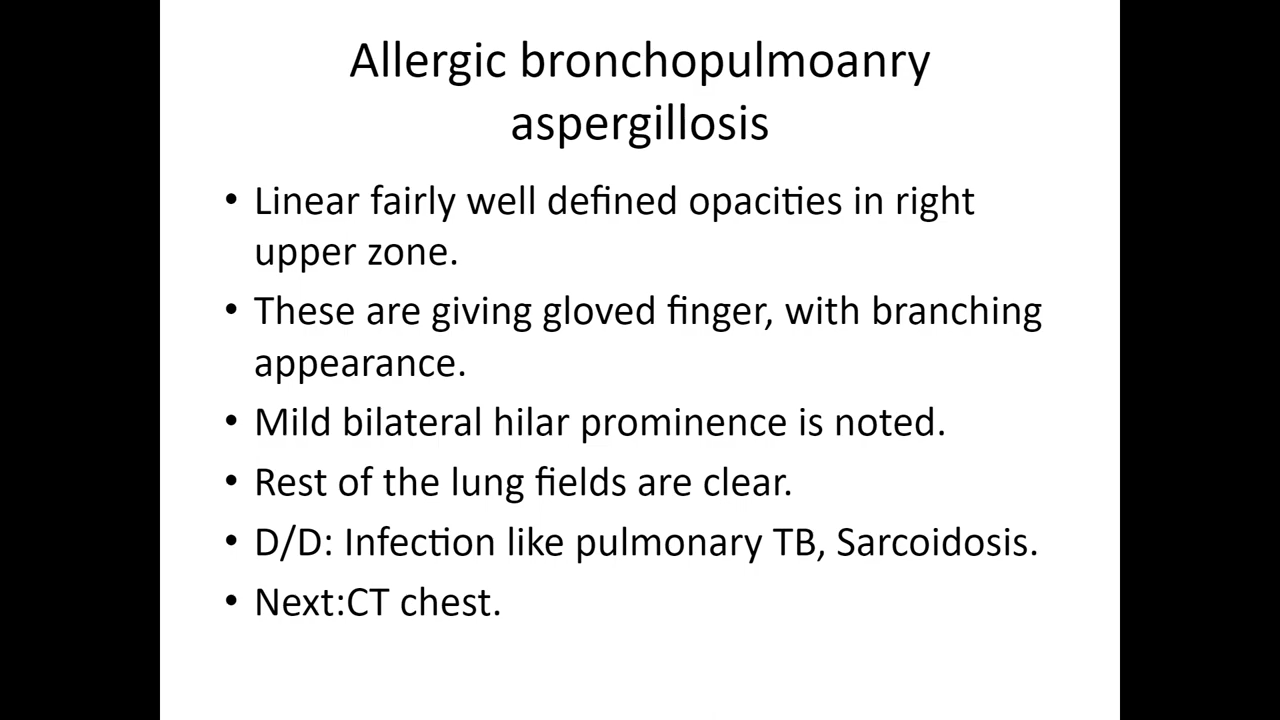 Allergic bronchopulmoanry
aspergillosis
• Linear fairly well defined opacities in right
upper zone.
• These are giving gloved finger, with branching
appearance.
• Mild bilateral hilar prominence is noted.
• Rest of the lung fields are clear.
• D/D: Infection like pulmonary TB, Sarcoidosis.
• Next:CT chest.